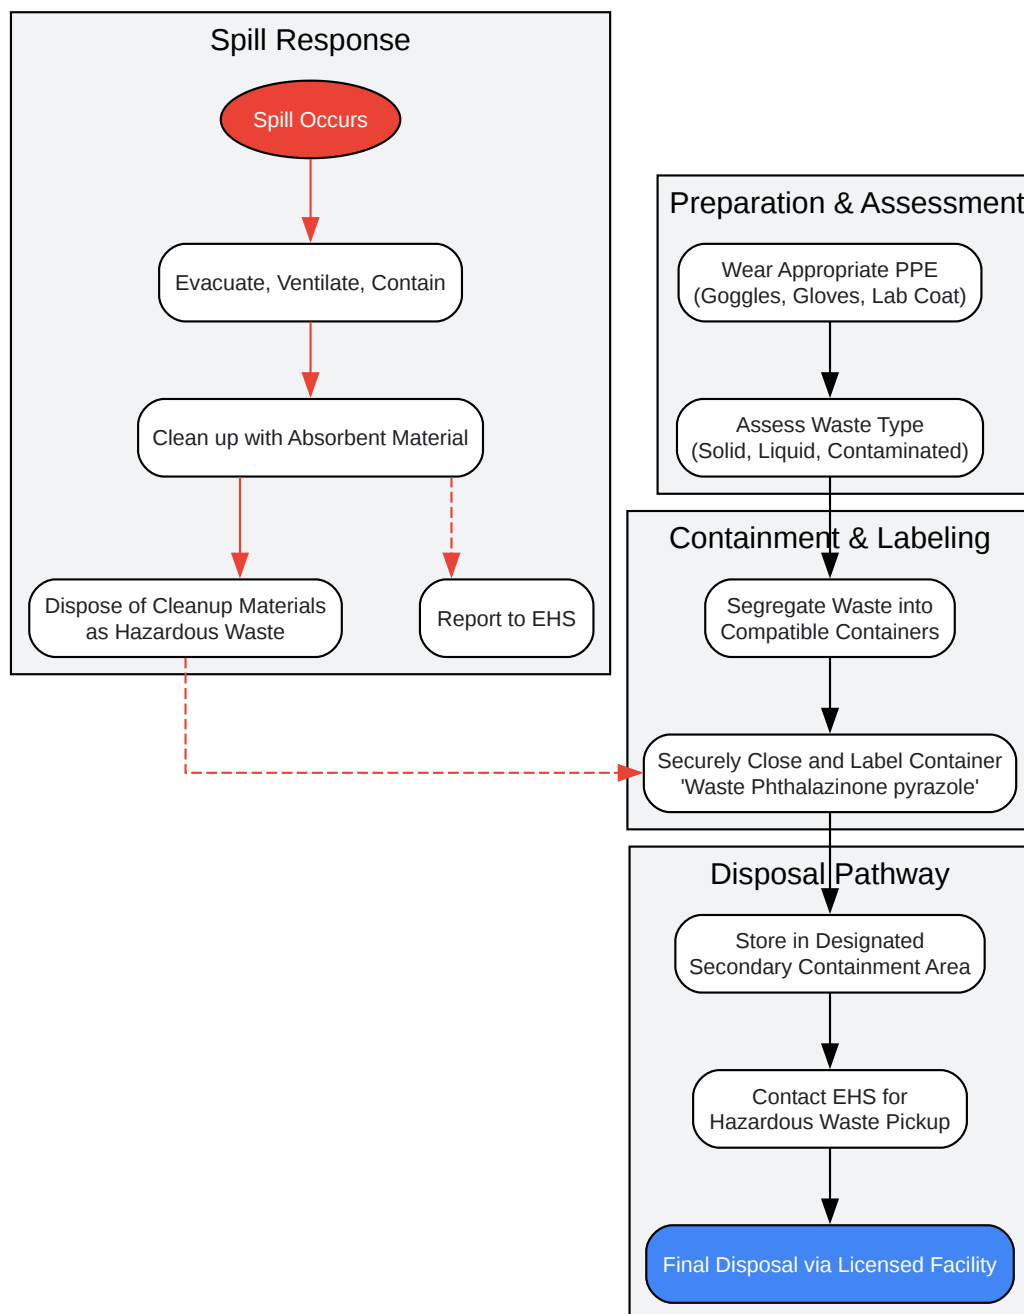 Spill Response
Spill Occurs
Evacuate, Ventilate, Contain
Clean up with Absorbent Material
Dispose of Cleanup Materials
as Hazardous Waste
Report to EHS
Preparation & Assessment
Wear Appropriate PPE
(Goggles, Gloves, Lab Coat)
Assess Waste Type
(Solid, Liquid, Contaminated)
Containment & Labeling
Segregate Waste into
Compatible Containers
Securely Close and Label Container
'Waste Phthalazinone pyrazole'
Disposal Pathway
Store in Designated
Secondary Containment Area
Contact EHS for
Hazardous Waste Pickup
Final Disposal via Licensed Facility